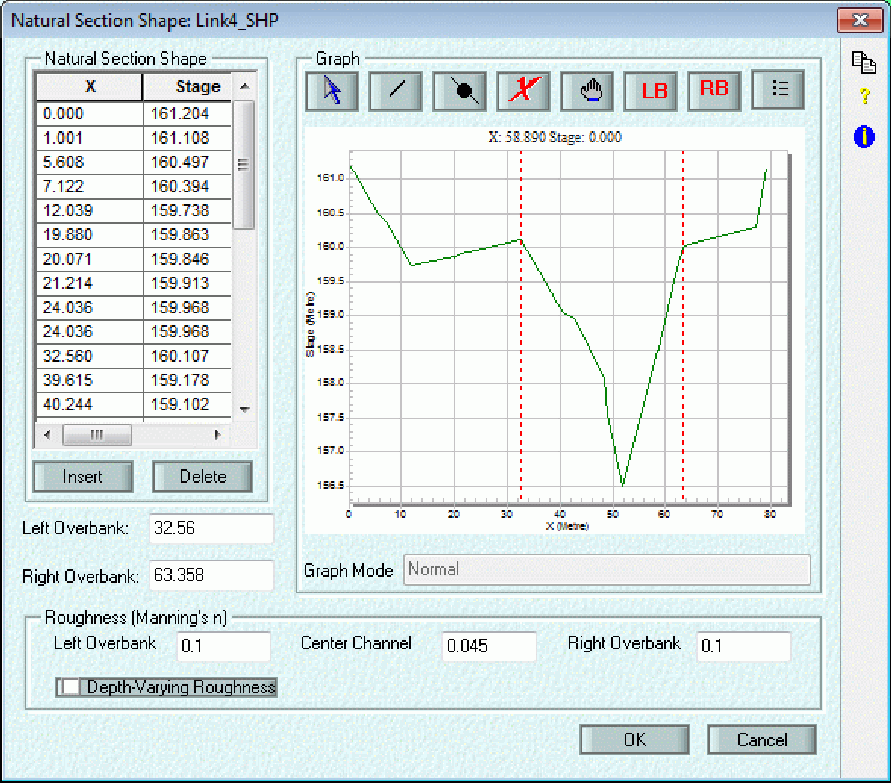 Natural Section Shape: Link4_SHP
Natural Section Shape
X Stage
0.000 161.204
1.001 161.108
5.608 160.497
7.122 160.394
12.039 159.738
19.880 159.863
20.071 159.846
21.214 159.913
24.036 159.968
24.036 159.968
32.560 160.107
39.615 159.178
40.244 159.102
Insert Delete
Left Overbank: 32.56
Right Overbank: 63.358
Graph
LB RB
X: 58.890 Stage: 0.000
161.0
160.5
160.0
159.5
159.0
158.5
158.0
157.5
157.0
156.5
Stage (Metre)
0 10 20 30 40 50 60 70 80
X (Metre)
Graph Mode Normal
Roughness (Manning's n)
Left Overbank 0.1 Center Channel 0.045 Right Overbank 0.1
Depth-Varying Roughness
OK Cancel